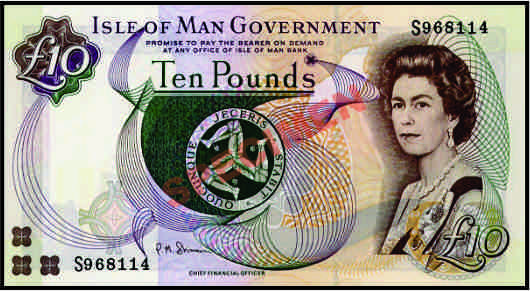 £10
ISLE OF MAN GOVERNMENT
S968114
PROMISE TO PAY THE BEARER ON DEMAND
AT ANY OFFICE OF ISLE OF MAN BANK
TEN POUNDS
SPECIMEN
QUOCUNQUE JECERIS STABIT
S968114
CHIEF FINANCIAL OFFICER
£10